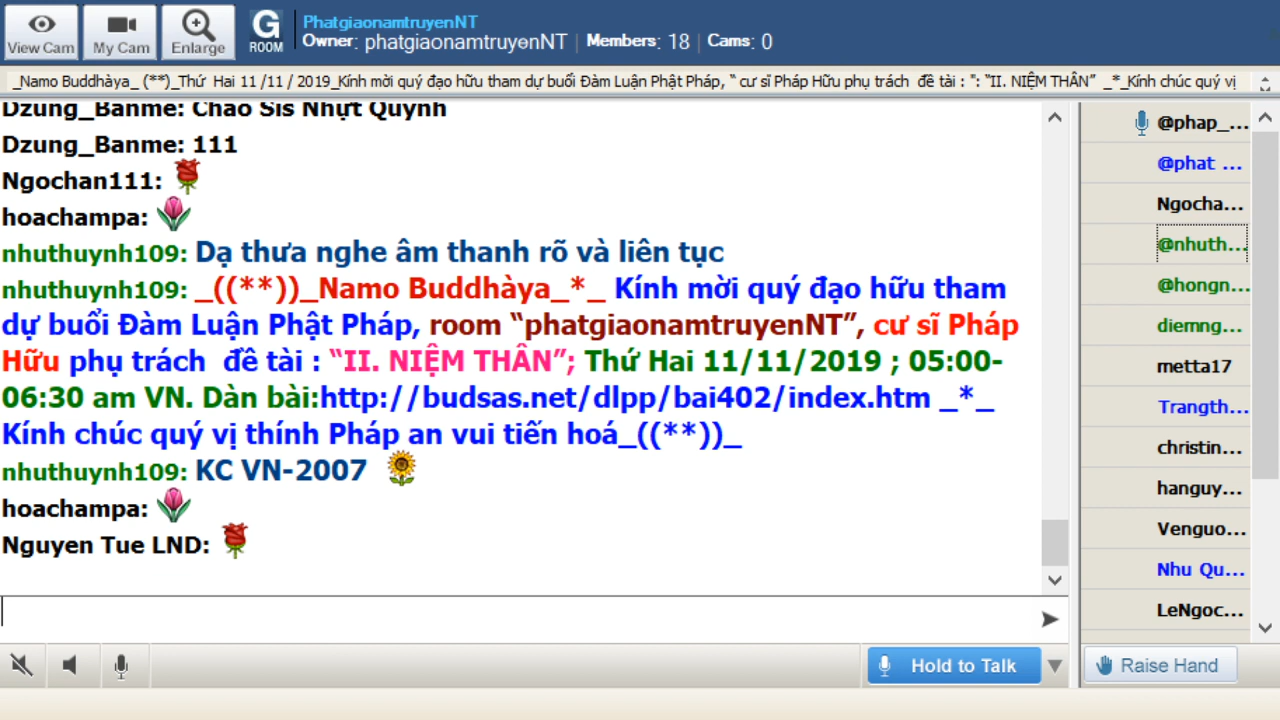 View Cam
My Cam
Enlarge
G
ROOM
PhatgiaonamtruyenNT
Owner: phatgiaonamtruyenNT | Members: 18 | Cams: 0
_Namo Buddhàya_ (**)_Thứ Hai 11 /11 / 2019_Kính mời quý đạo hữu tham dự buổi Đàm Luận Phật Pháp, “ cư sĩ Pháp Hữu phụ trách đề tài : ": “II. NIỆM THÂN” _*_Kính chúc quý vị
Dzung_Banme: Chao Sis Nhựt Quynh
Dzung_Banme: 111
Ngochan111:
hoachampa:
nhuthuynh109: Dạ thưa nghe âm thanh rõ và liên tục
nhuthuynh109: _((**))_Namo Buddhàya_*_ Kính mời quý đạo hữu tham
dự buổi Đàm Luận Phật Pháp, room “phatgiaonamtruyenNT”, cư sĩ Pháp
Hữu phụ trách đề tài : “II. NIỆM THÂN”; Thứ Hai 11/11/2019 ; 05:00-
06:30 am VN. Dàn bài:http://budsas.net/dlpp/bai402/index.htm _*_
Kính chúc quý vị thính Pháp an vui tiến hoá_((**))_
nhuthuynh109: KC VN-2007
hoachampa:
Nguyen Tue LND:
@phap_...
@phat ...
Ngocha...
@nhuth...
@hongn...
diemng...
metta17
Trangth...
christin...
hanguy...
Venguo...
Nhu Qu...
LeNgoc...
Hold to Talk
Raise Hand